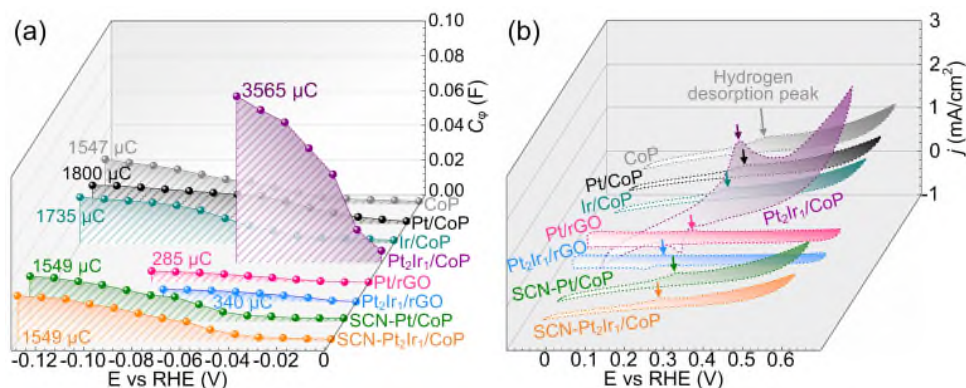 (a)
0.10
0.08
0.06
0.04
0.02
0.00
C_φ (F)
3565 μC
1547 μC
1800 μC
1735 μC
285 μC
1549 μC
340 μC
1549 μC
CoP
Pt/CoP
Ir/CoP
Pt₂Ir₁/CoP
Pt/rGO
Pt₂Ir₁/rGO
SCN-Pt/CoP
SCN-Pt₂Ir₁/CoP
-0.12 -0.10 -0.08 -0.06 -0.04 -0.02 0
E vs RHE (V)
(b)
3
2
1
0
-1
j (mA/cm²)
Hydrogen
desorption peak
CoP
Pt/CoP
Ir/CoP
Pt₂Ir₁/CoP
Pt/rGO
Pt₂Ir₁/rGO
SCN-Pt/CoP
SCN-Pt₂Ir₁/CoP
0 0.1 0.2 0.3 0.4 0.5 0.6
E vs RHE (V)